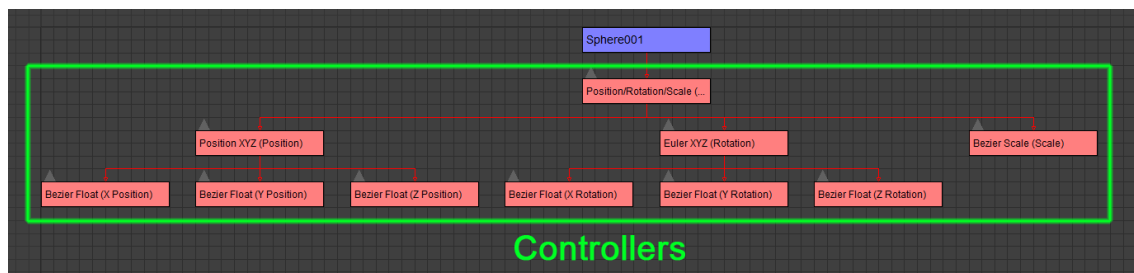 Sphere001
Position/Rotation/Scale (...
Position XYZ (Position)
Euler XYZ (Rotation)
Bezier Scale (Scale)
Bezier Float (X Position)
Bezier Float (Y Position)
Bezier Float (Z Position)
Bezier Float (X Rotation)
Bezier Float (Y Rotation)
Bezier Float (Z Rotation)
Controllers